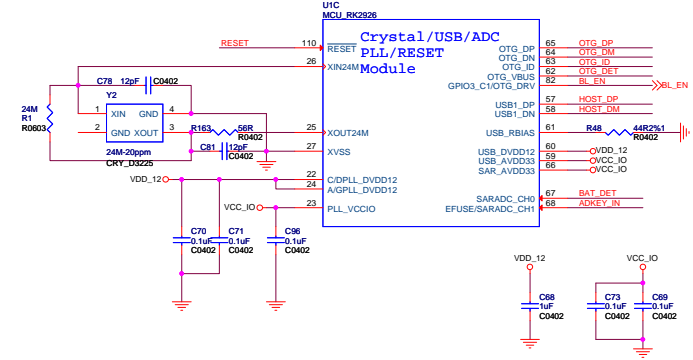 U1C
MCU_RK2926
Crystal/USB/ADC
PLL/RESET
Module
RESET
110
RESET
26
XIN24M
C78 12pF C0402
Y2
24M
R1
R0603
1
XIN GND
4
2
GND XOUT
3
24M-20ppm
CRY_D3225
R163 56R
R0402
25
XOUT24M
C81 12pF
C0402
27
XVSS
VDD_12
22
C/DPLL_DVDD12
24
A/GPLL_DVDD12
VCC_IO
23
PLL_VCCIO
C70
0.1uF
C0402
C71
0.1uF
C0402
C96
0.1uF
C0402
OTG_DP
65
OTG_DP
OTG_DN
64
OTG_DM
OTG_ID
63
OTG_ID
OTG_VBUS
62
OTG_DET
GPIO3_C1/OTG_DRV
82
BL_EN
BL_EN
USB1_DP
57
HOST_DP
USB1_DN
58
HOST_DM
USB_RBIAS
61
R48 44R2%1
R0402
USB_DVDD12
60
VDD_12
USB_AVDD33
59
VCC_IO
SAR_AVDD33
66
VCC_IO
SARADC_CH0
67
BAT_DET
EFUSE/SARADC_CH1
68
ADKEY_IN
VDD_12
C68
1uF
C0402
VCC_IO
C73
0.1uF
C0402
C69
0.1uF
C0402